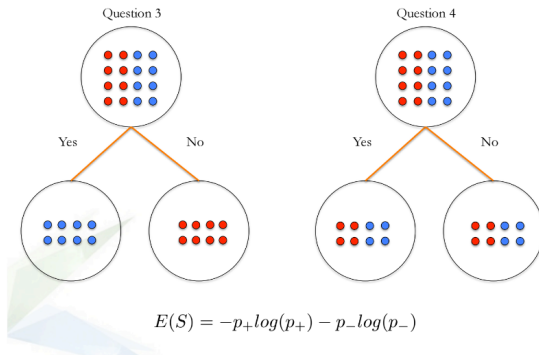 Question 3
Question 4
Yes
No
Yes
No
E(S) = −p₊log(p₊) − p₋log(p₋)